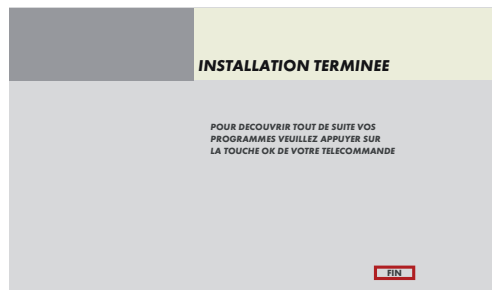 INSTALLATION TERMINEE
POUR DECOUVRIR TOUT DE SUITE VOS
PROGRAMMES VEUILLEZ APPUYER SUR
LA TOUCHE OK DE VOTRE TELECOMMANDE
FIN